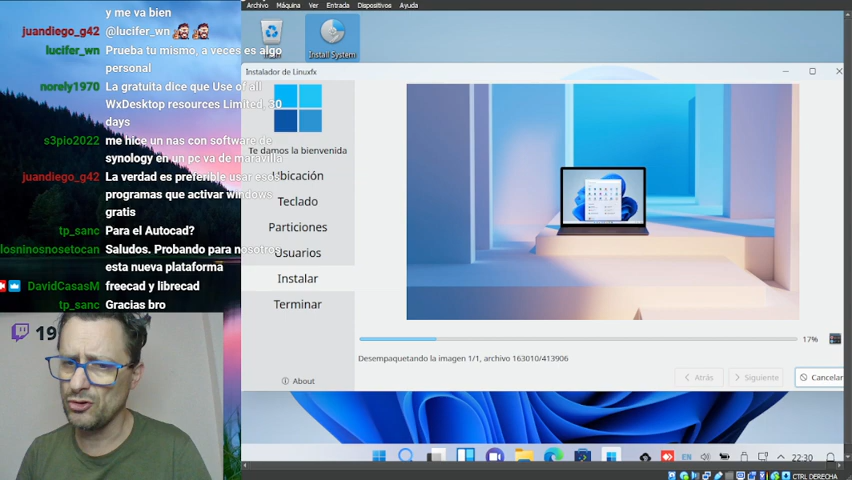 Archivo Máquina Ver Entrada Dispositivos Ayuda
y me va bien
juandiego_g42 @lucifer_wn
lucifer_wn Prueba tu mismo, a veces es algo
personal
norely1970 La gratuita dice que Use of all
WxDesktop resources Limited, 30
days
s3pio2022 me hice un nas con software de
synology en un pc va de maravilla
juandiego_g42 La verdad es preferible usar esos
programas que activar windows
gratis
tp_sanc Para el Autocad?
losninosnosetocan Saludos. Probando para nosotros
esta nueva plataforma
DavidCasasM freecad y librecad
tp_sanc Gracias bro
19
Install System
Instalador de Linuxfx
Te damos la bienvenida
Ubicación
Teclado
Particiones
Usuarios
Instalar
Terminar
About
17%
Desempaquetando la imagen 1/1, archivo 163010/413906
Atrás Siguiente Cancelar
EN 22:30
CTRL DERECHA